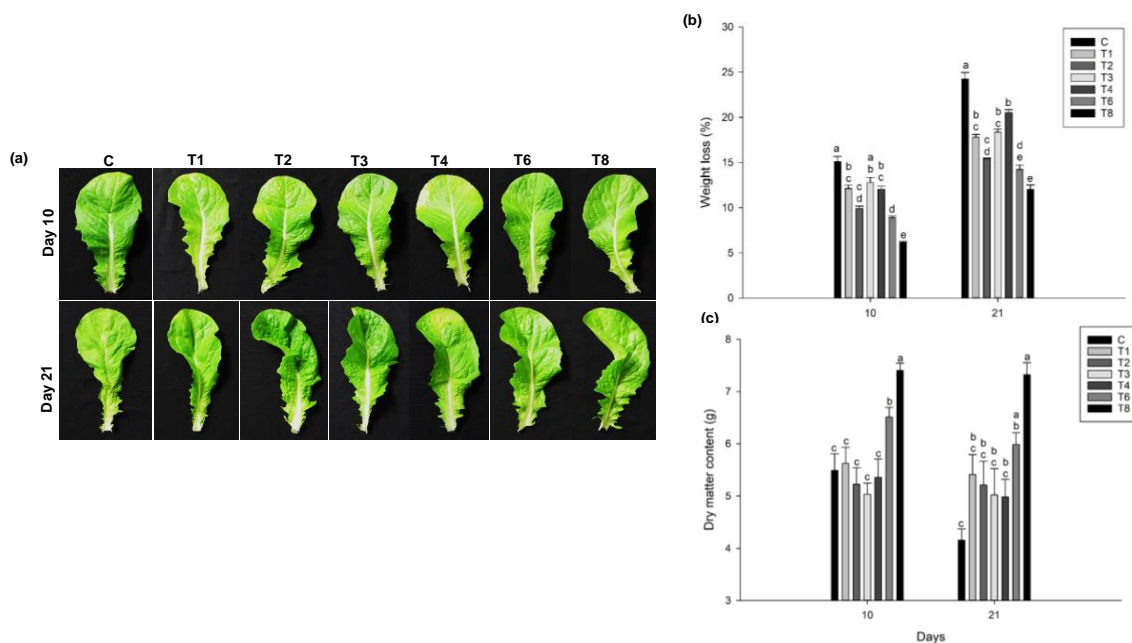 (a)
C T1 T2 T3 T4 T6 T8
Day 10
Day 21
(b)
Weight loss (%)
30
25
20
15
10
5
0
a
b
c
c
d
a
b
b
c
d
e
a
b
c
c
d
b
c
b
d
e
e
10 21
C
T1
T2
T3
T4
T6
T8
(c)
Dry matter content (g)
8
7
6
5
4
3
c
c
c
c
c
b
a
c
b
c
b
c
b
c
b
c
a
b
a
10 21
Days
C
T1
T2
T3
T4
T6
T8